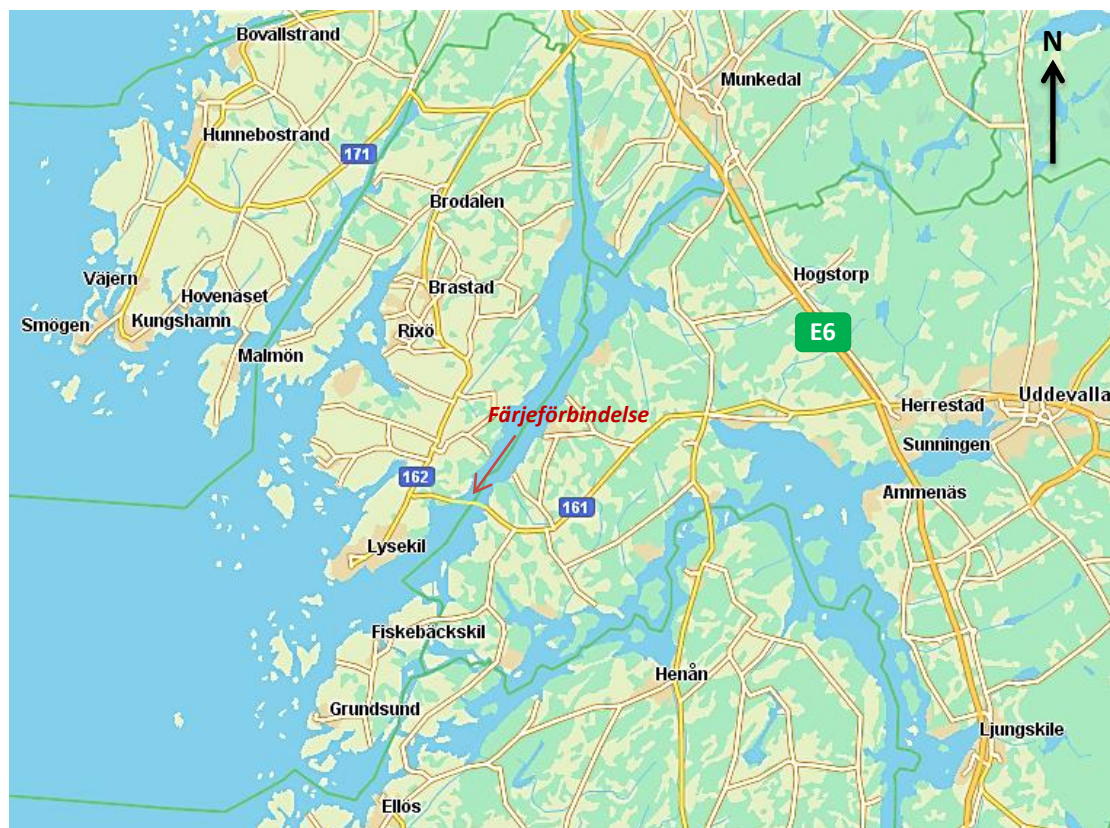 Bovallstrand
N
Munkedal
Hunnebostrand
171
Brodalen
Väjern
Hogstorp
Brastad
Hovenäset
Smögen
Kungshamn
Rixö
E6
Malmön
Uddevalla
Herrestad
Färjeförbindelse
Sunningen
162
Ammenäs
161
Lysekil
Fiskebäckskil
Henån
Grundsund
Ljungskile
Ellös